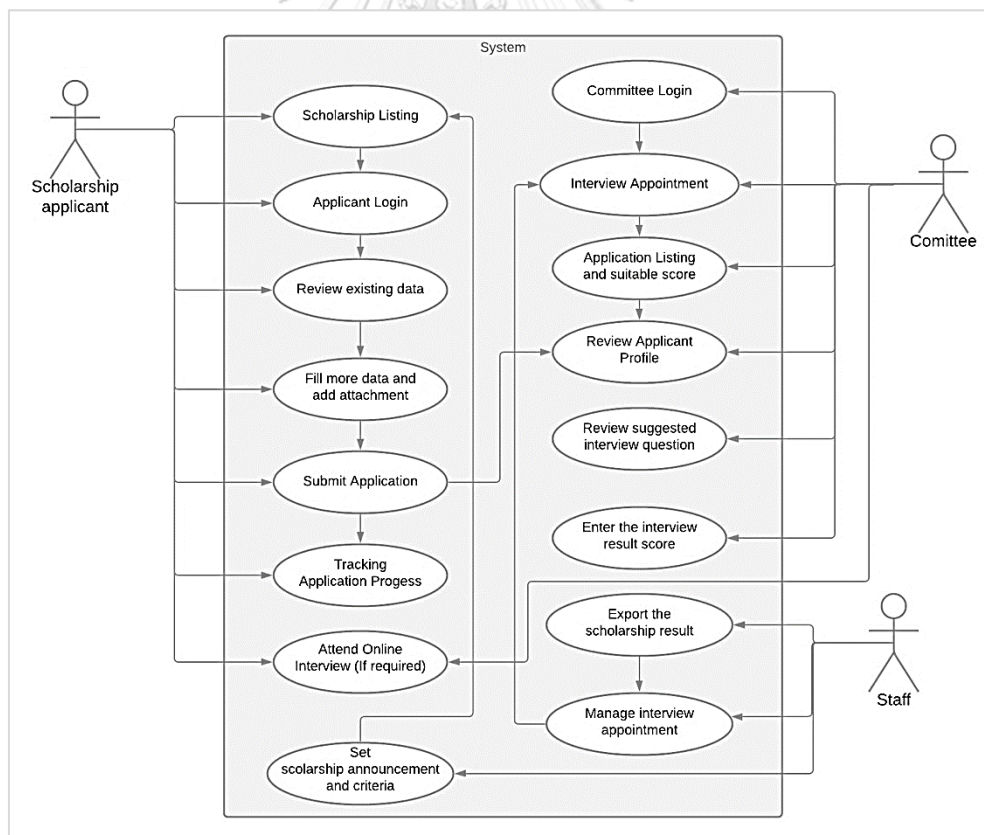 System
Scholarship
applicant
Scholarship Listing
Applicant Login
Review existing data
Fill more data and
add attachment
Submit Application
Tracking
Application Progess
Attend Online
Interview (If required)
Set
scolarship announcement
and criteria
Committee Login
Interview Appointment
Application Listing
and suitable score
Review Applicant
Profile
Review suggested
interview question
Enter the interview
result score
Export the
scholarship result
Manage interview
appointment
Comittee
Staff